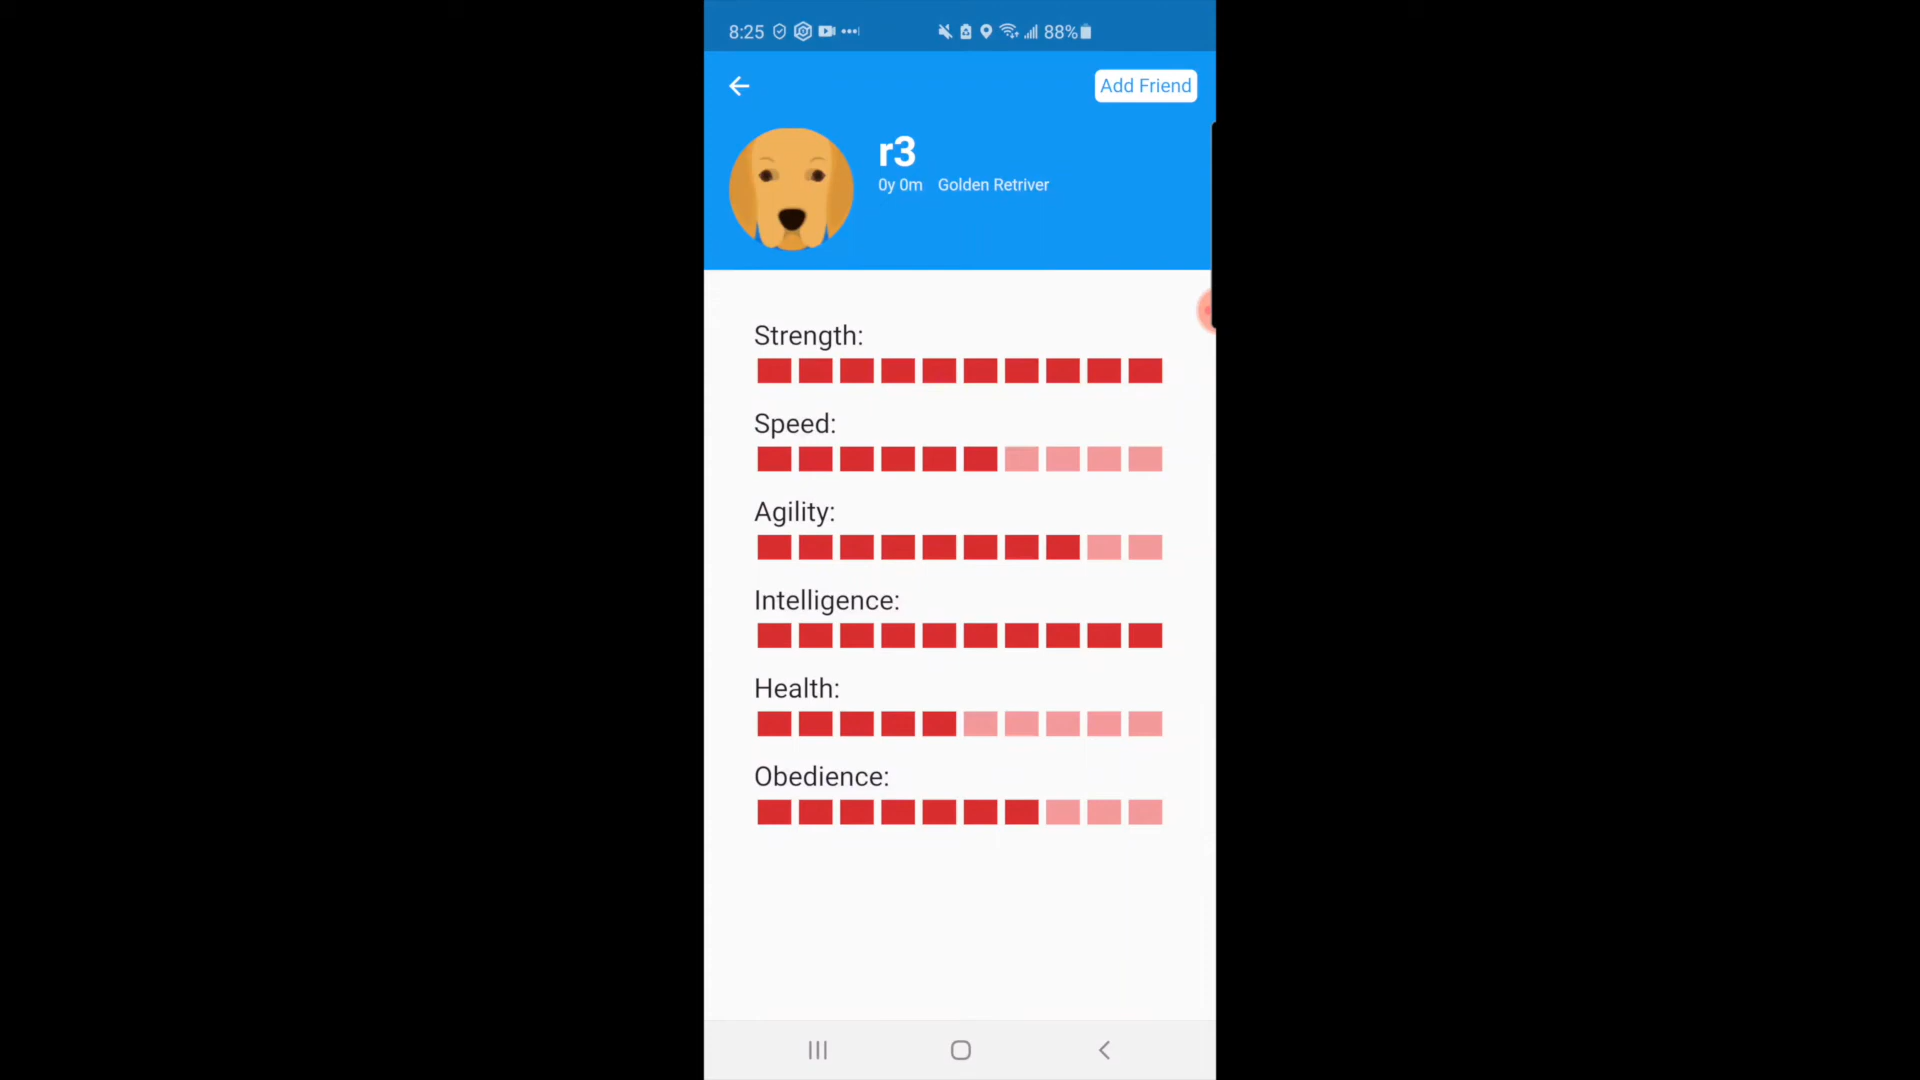 8:25 88%
Add Friend
r3
0y 0m Golden Retriver
Strength:
Speed:
Agility:
Intelligence:
Health:
Obedience: